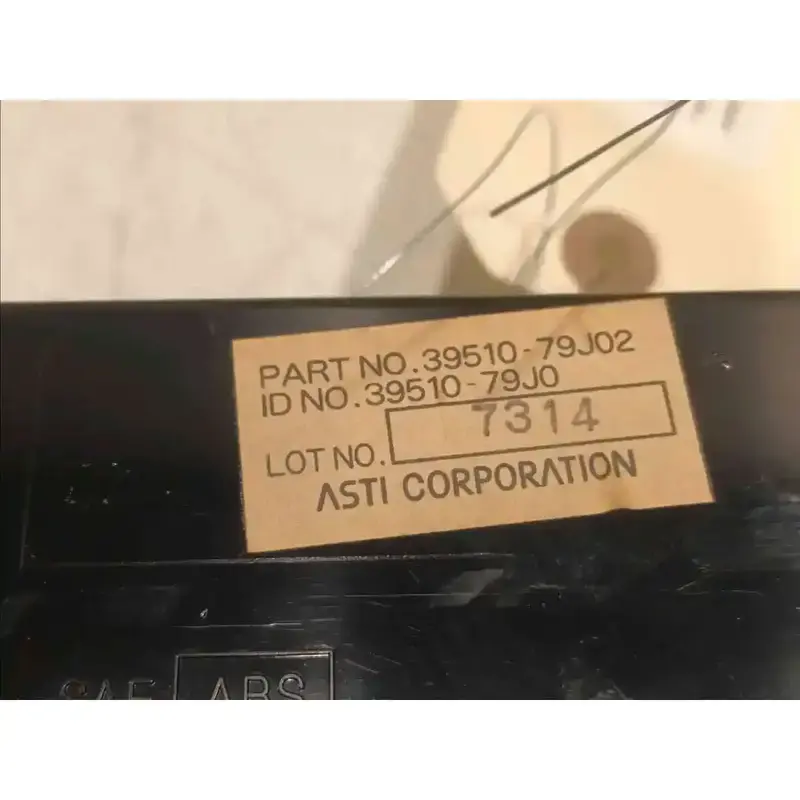 PART NO.39510-79J02
ID NO.39510-79J0
LOT NO. 7314
ASTI CORPORATION
ABS